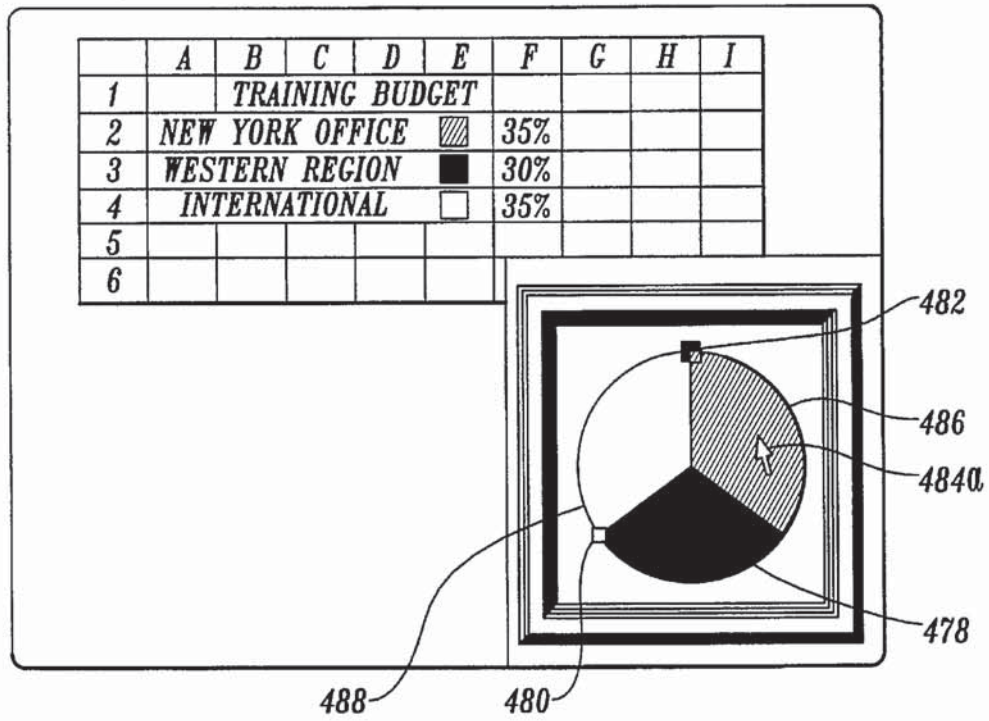 A B C D E F G H I
1 TRAINING BUDGET
2 NEW YORK OFFICE 35%
3 WESTERN REGION 30%
4 INTERNATIONAL 35%
5
6
482
486
484a
478
488 480